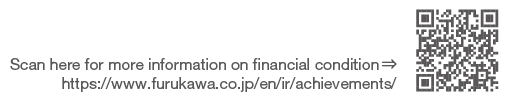 Scan here for more information on financial condition⇒
https://www.furukawa.co.jp/en/ir/achievements/